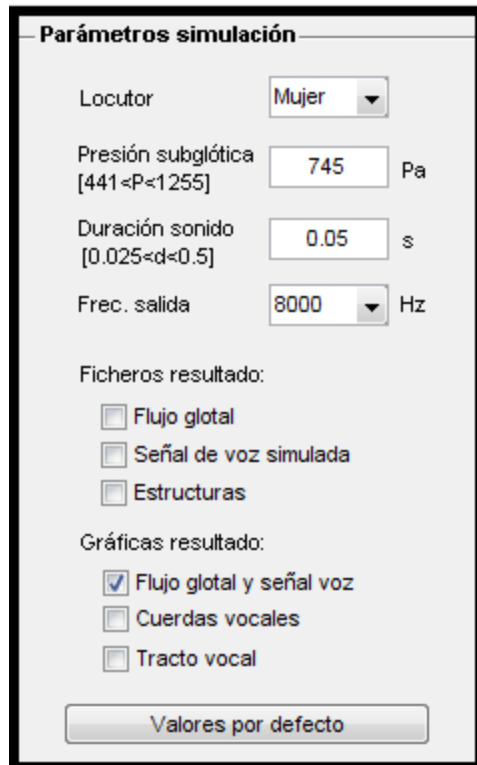 Parámetros simulación
Locutor Mujer
Presión subglótica 745 Pa
[441<P<1255]
Duración sonido 0.05 s
[0.025<d<0.5]
Frec. salida 8000 Hz
Ficheros resultado:
Flujo glotal
Señal de voz simulada
Estructuras
Gráficas resultado:
Flujo glotal y señal voz
Cuerdas vocales
Tracto vocal
Valores por defecto